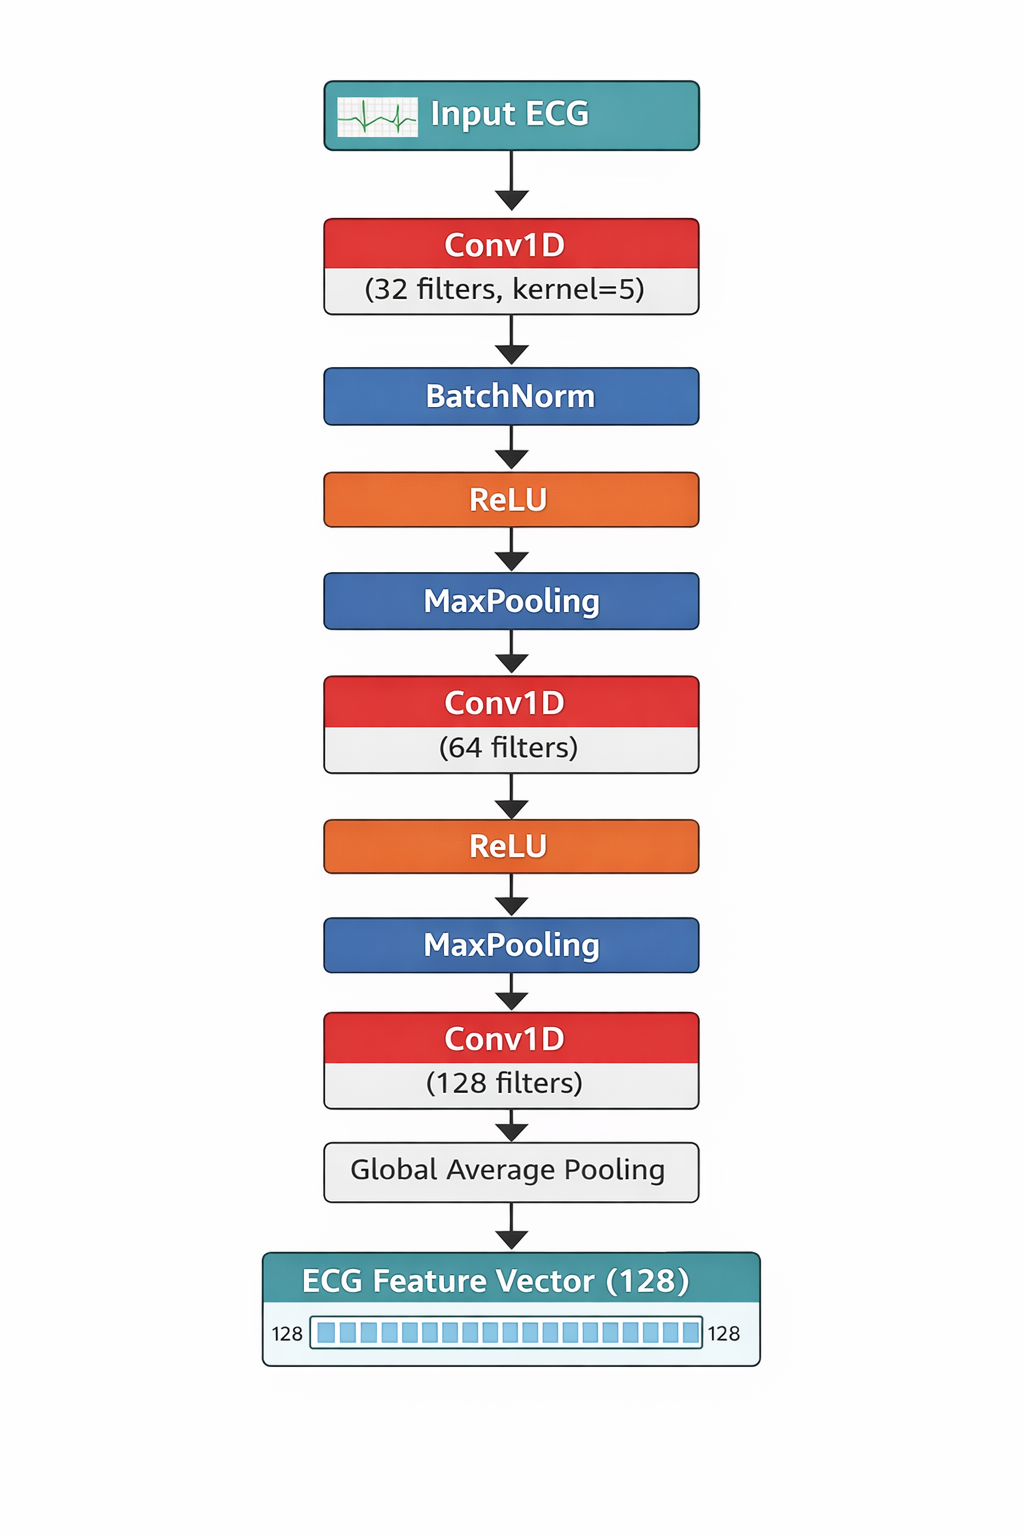 Input ECG
Conv1D
(32 filters, kernel=5)
BatchNorm
ReLU
MaxPooling
Conv1D
(64 filters)
ReLU
MaxPooling
Conv1D
(128 filters)
Global Average Pooling
ECG Feature Vector (128)
128 128